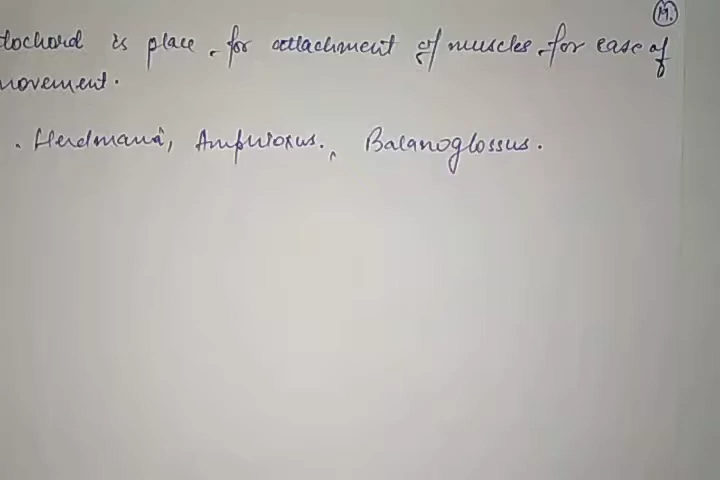 M.
tochord is place for attachment of muscles for ease of
movement.
. Herdmania, Amphioxus, Balanoglossus.